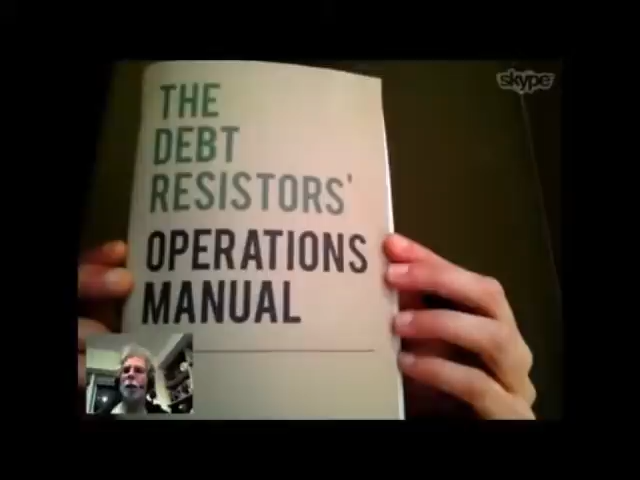 skype
THE
DEBT
RESISTORS'
OPERATIONS
MANUAL